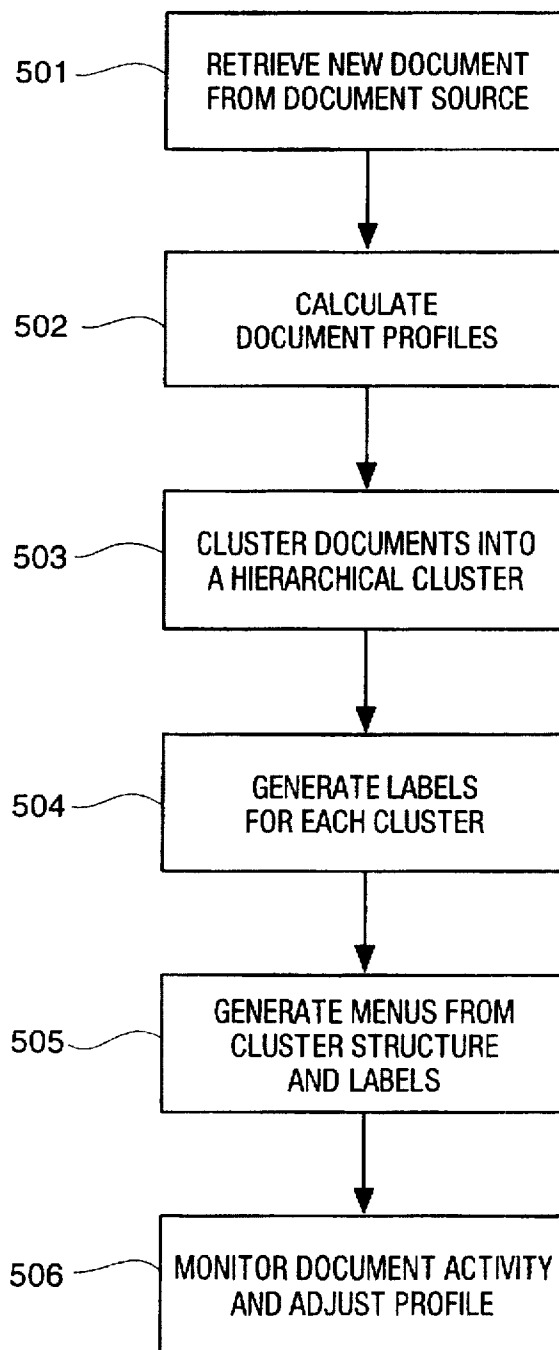 501
RETRIEVE NEW DOCUMENT
FROM DOCUMENT SOURCE
502
CALCULATE
DOCUMENT PROFILES
503
CLUSTER DOCUMENTS INTO
A HIERARCHICAL CLUSTER
504
GENERATE LABELS
FOR EACH CLUSTER
505
GENERATE MENUS FROM
CLUSTER STRUCTURE
AND LABELS
506
MONITOR DOCUMENT ACTIVITY
AND ADJUST PROFILE